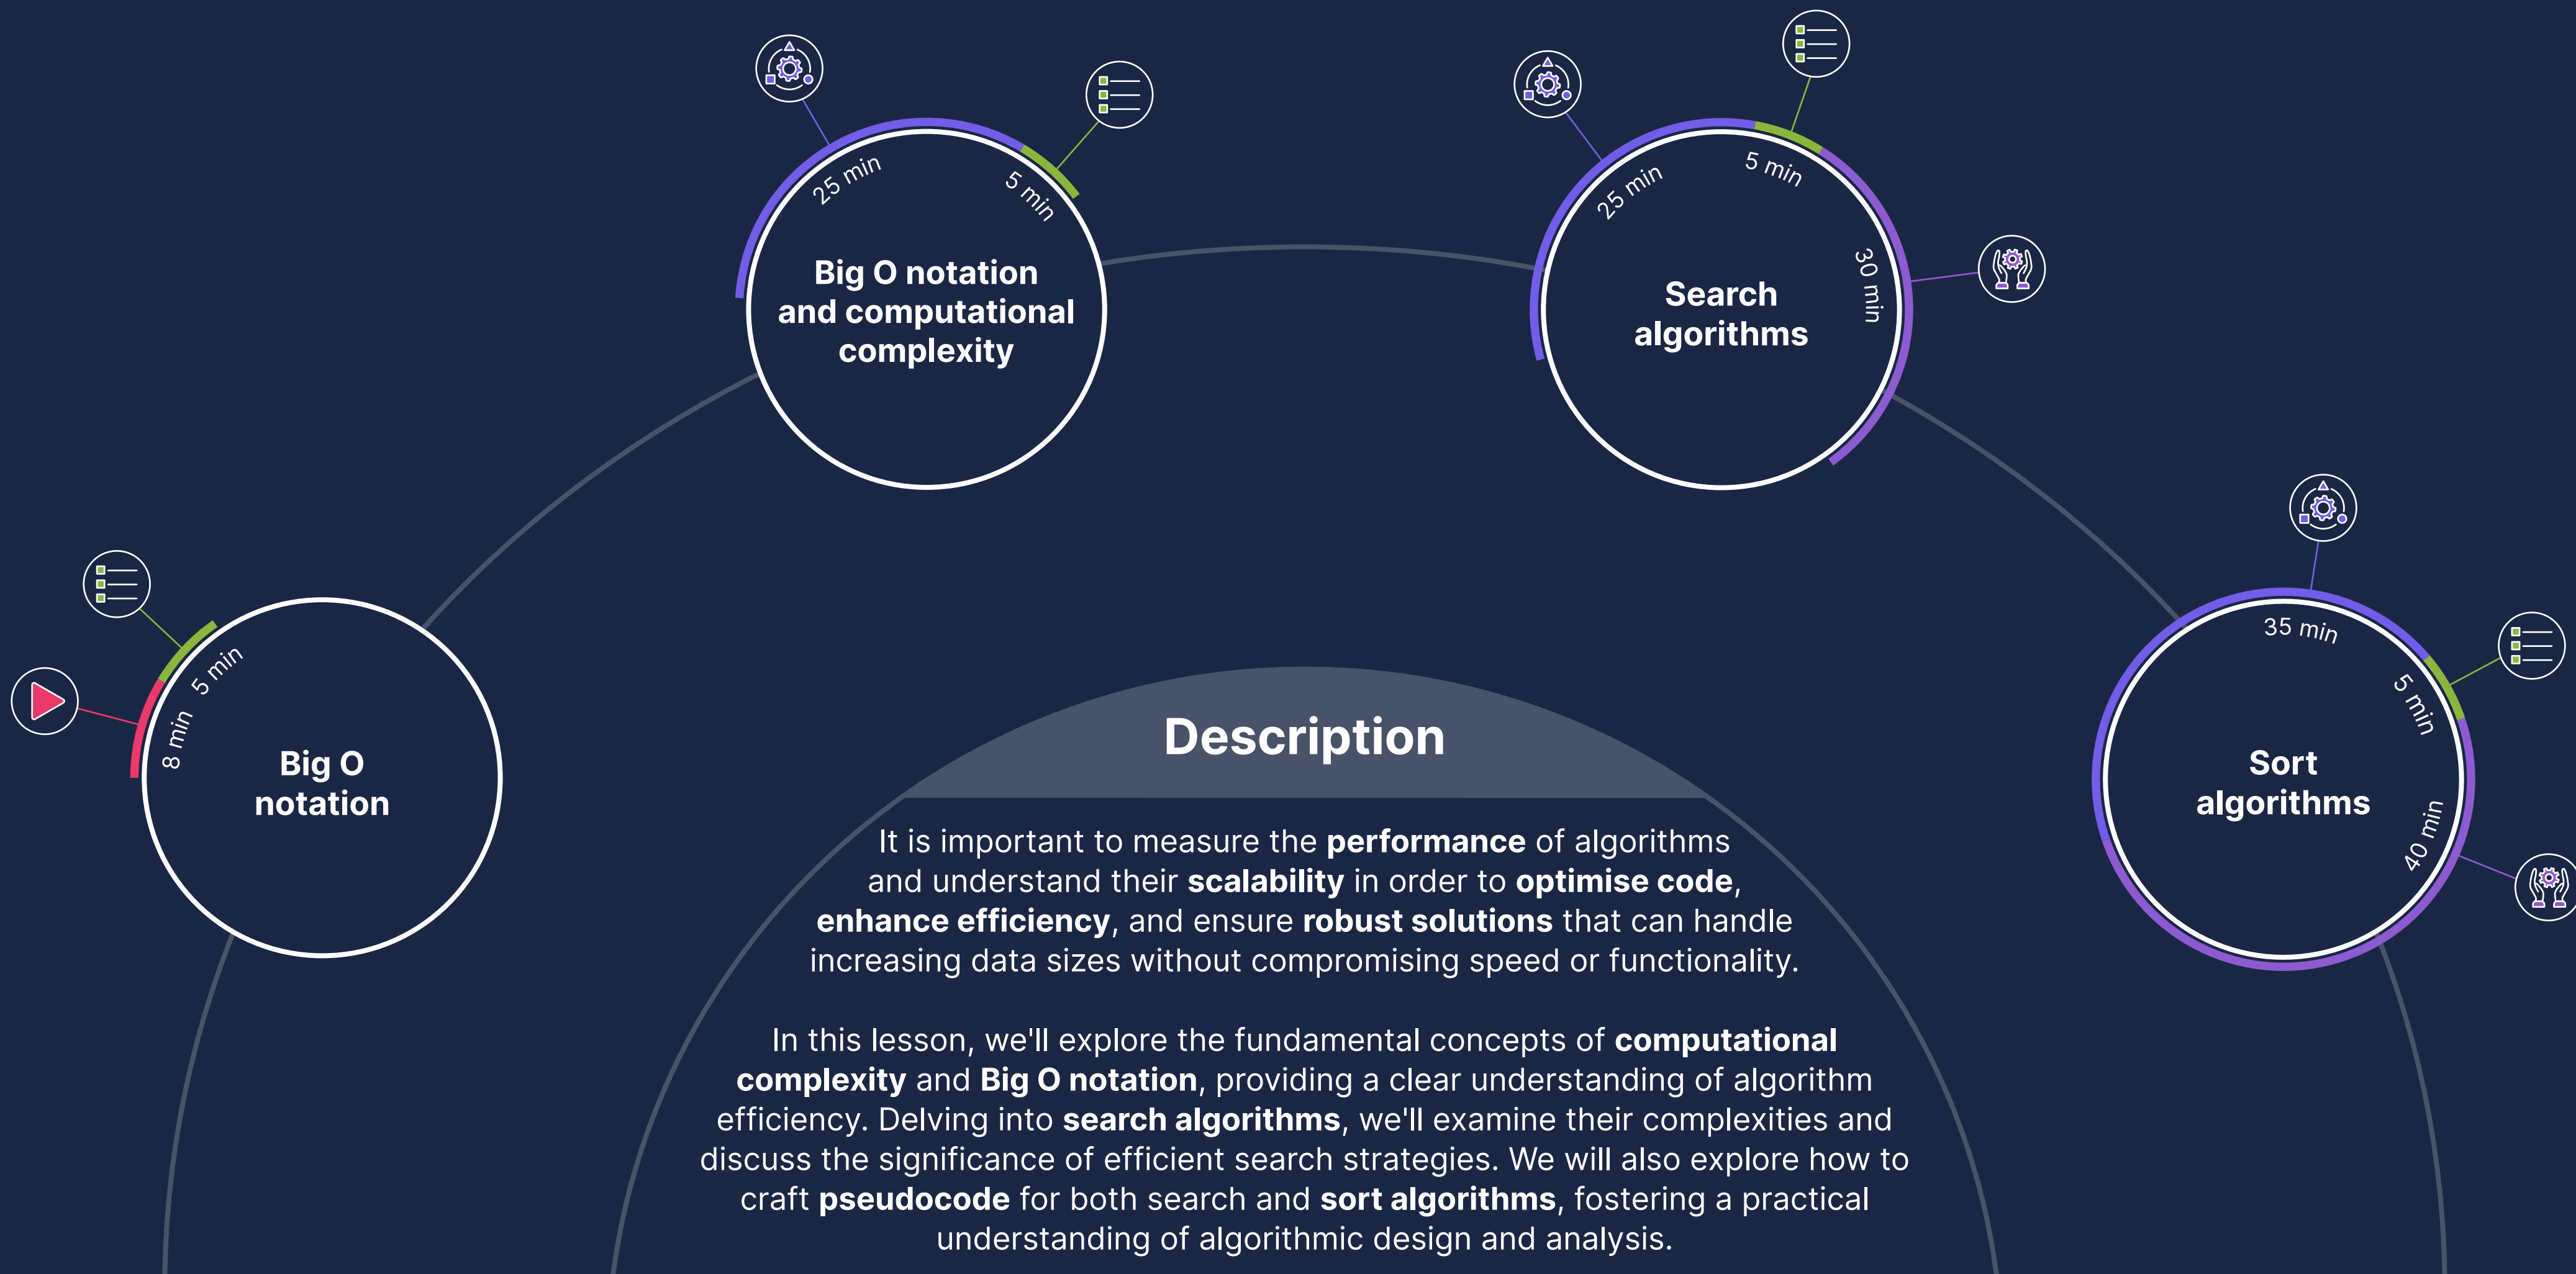 25 min
5 min
Big O notation
and computational
complexity
25 min
5 min
30 min
Search
algorithms
8 min
5 min
Big O
notation
35 min
5 min
40 min
Sort
algorithms
Description
It is important to measure the performance of algorithms
and understand their scalability in order to optimise code,
enhance efficiency, and ensure robust solutions that can handle
increasing data sizes without compromising speed or functionality.
In this lesson, we'll explore the fundamental concepts of computational
complexity and Big O notation, providing a clear understanding of algorithm
efficiency. Delving into search algorithms, we'll examine their complexities and
discuss the significance of efficient search strategies. We will also explore how to
craft pseudocode for both search and sort algorithms, fostering a practical
understanding of algorithmic design and analysis.